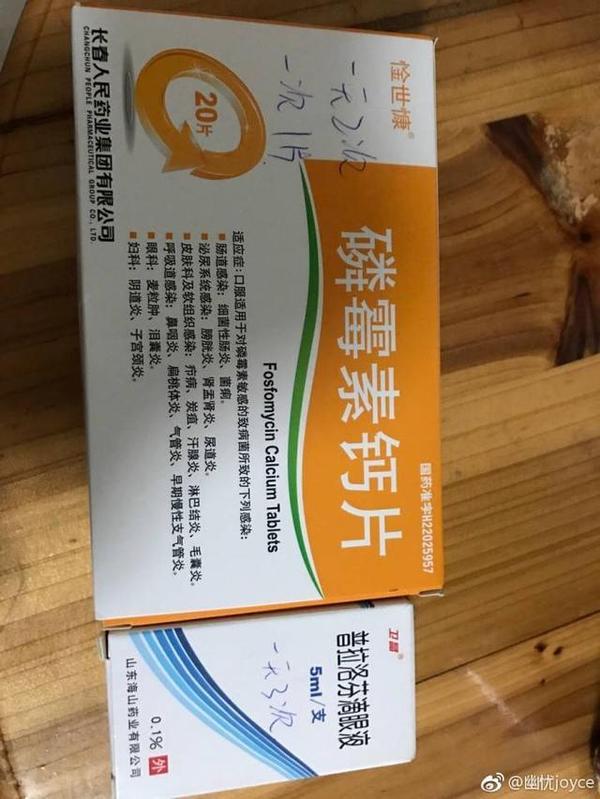 国药准字H22025957
世慷®
一天2次
一次1片
磷霉素钙片
Fosfomycin Calcium Tablets
20片
适应症:口服适用于对磷霉素敏感的致病菌所致的下列感染:
■肠道感染:细菌性肠炎、菌痢。
■泌尿系统感染:膀胱炎、肾盂肾炎、尿道炎。
■皮肤科及软组织感染:疖病、炭疽、汗腺炎、淋巴结炎、毛囊炎。
■呼吸道感染:鼻咽炎、扁桃体炎、气管炎、早期慢性支气管炎。
■眼科:麦粒肿、泪囊炎。
■妇科:阴道炎、子宫颈炎。
长春人民药业集团有限公司
CHANGCHUN PEOPLE PHARMACEUTICAL GROUP CO., LTD.
卫晶®
普拉洛芬滴眼液
5ml/支
一天3次
0.1% 外
山东海山药业有限公司
@幽忧joyce